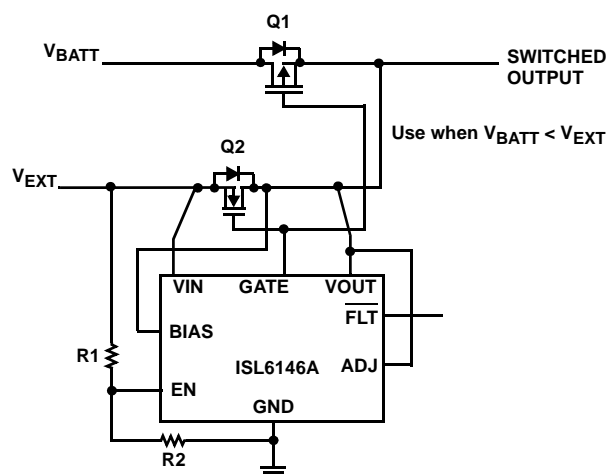 Q1
VBATT
SWITCHED
OUTPUT
Use when VBATT < VEXT
Q2
VEXT
VIN GATE VOUT
FLT
BIAS
R1
ISL6146A
ADJ
EN
GND
R2